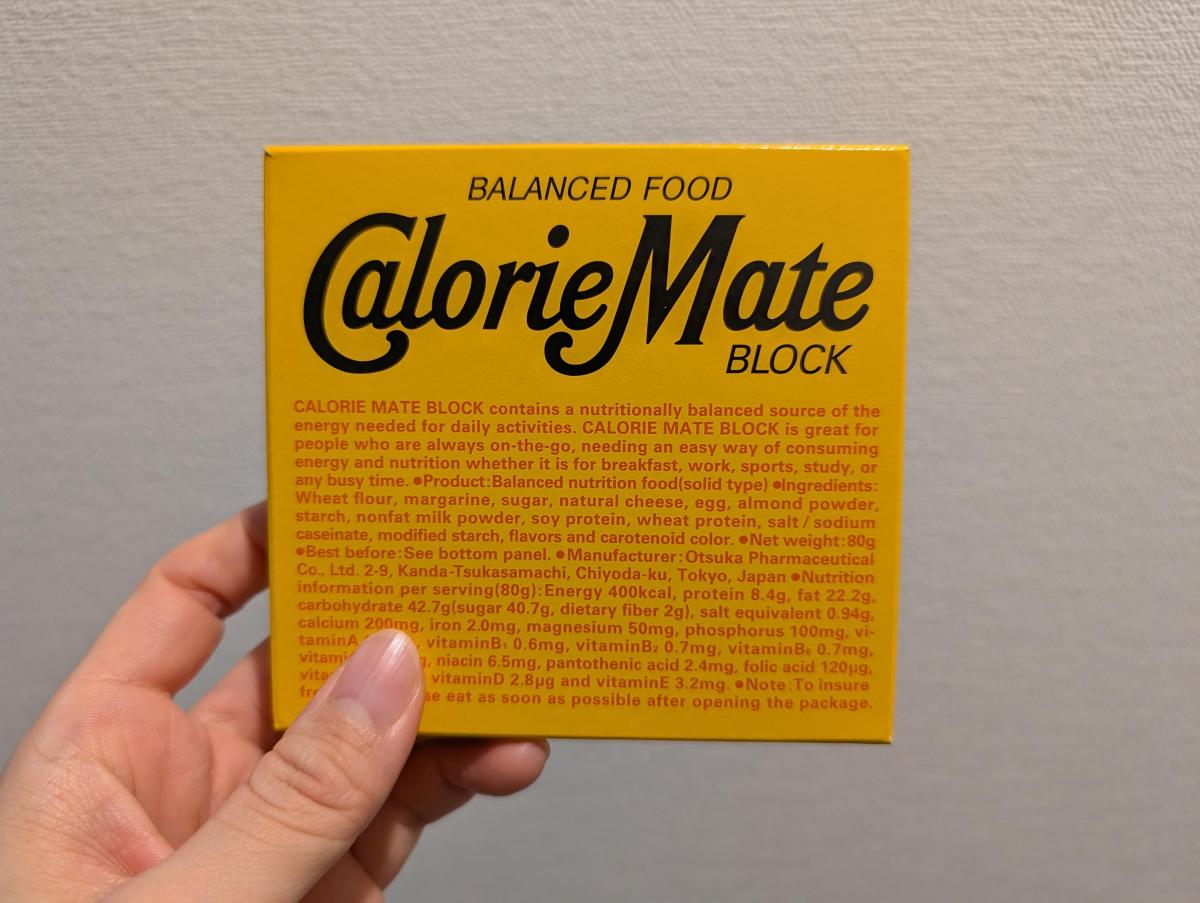 BALANCED FOOD
CalorieMate
BLOCK
CALORIE MATE BLOCK contains a nutritionally balanced source of the
energy needed for daily activities. CALORIE MATE BLOCK is great for
people who are always on-the-go, needing an easy way of consuming
energy and nutrition whether it is for breakfast, work, sports, study, or
any busy time. ●Product:Balanced nutrition food(solid type) ●Ingredients:
Wheat flour, margarine, sugar, natural cheese, egg, almond powder,
starch, nonfat milk powder, soy protein, wheat protein, salt / sodium
caseinate, modified starch, flavors and carotenoid color. ●Net weight:80g
●Best before:See bottom panel. ●Manufacturer:Otsuka Pharmaceutical
Co., Ltd. 2-9, Kanda-Tsukasamachi, Chiyoda-ku, Tokyo, Japan ●Nutrition
information per serving(80g):Energy 400kcal, protein 8.4g, fat 22.2g,
carbohydrate 42.7g(sugar 40.7g, dietary fiber 2g), salt equivalent 0.94g,
calcium 200mg, iron 2.0mg, magnesium 50mg, phosphorus 100mg, vi-
taminA vitaminB₁ 0.6mg, vitaminB₂ 0.7mg, vitaminB₆ 0.7mg,
niacin 6.5mg, pantothenic acid 2.4mg, folic acid 120μg,
vitaminD 2.8μg and vitaminE 3.2mg. ●Note:To insure
eat as soon as possible after opening the package.